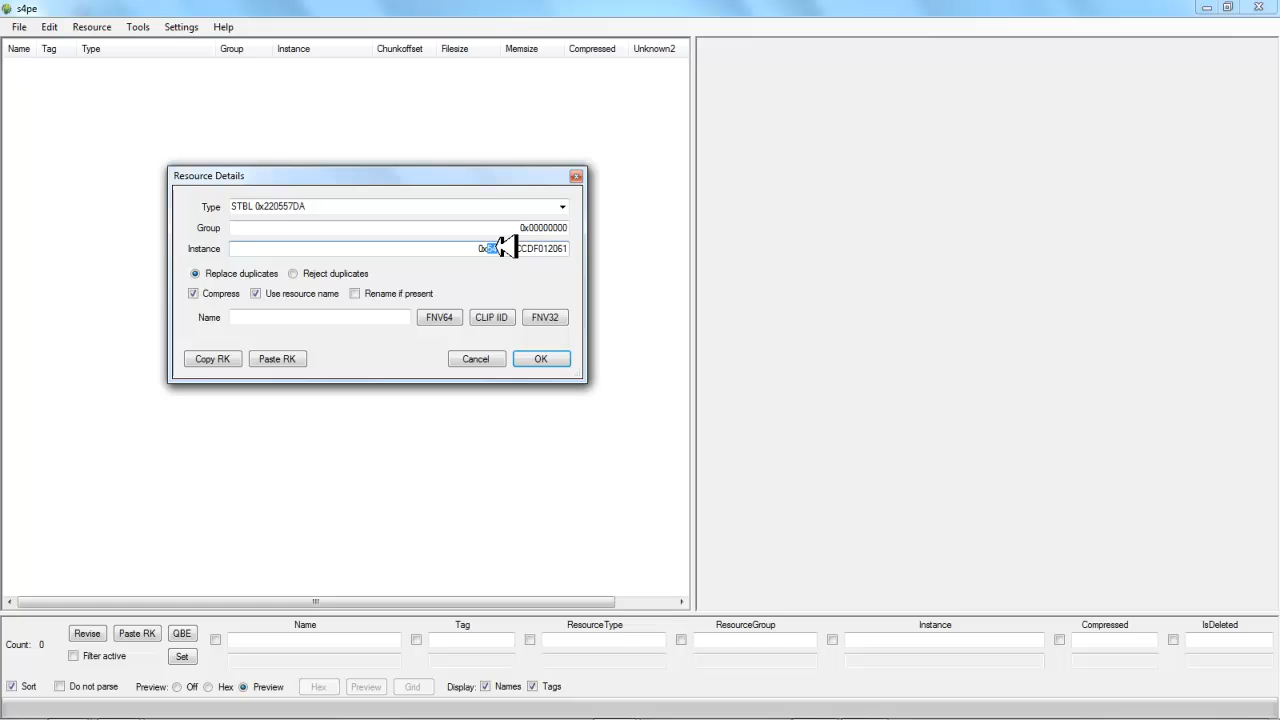 s4pe
File Edit Resource Tools Settings Help
Name Tag Type Group Instance Chunkoffset Filesize Memsize Compressed Unknown2
Resource Details
Type STBL 0x220557DA
Group 0x00000000
Instance
Replace duplicates Reject duplicates
Compress Use resource name Rename if present
Name FNV64 CLIP IID FNV32
Copy RK Paste RK Cancel OK
Name Tag ResourceType ResourceGroup Instance Compressed IsDeleted
Count: 0 Revise Paste RK QBE
Filter active Set
Sort Do not parse Preview: Off Hex Preview Hex Preview Grid Display: Names Tags